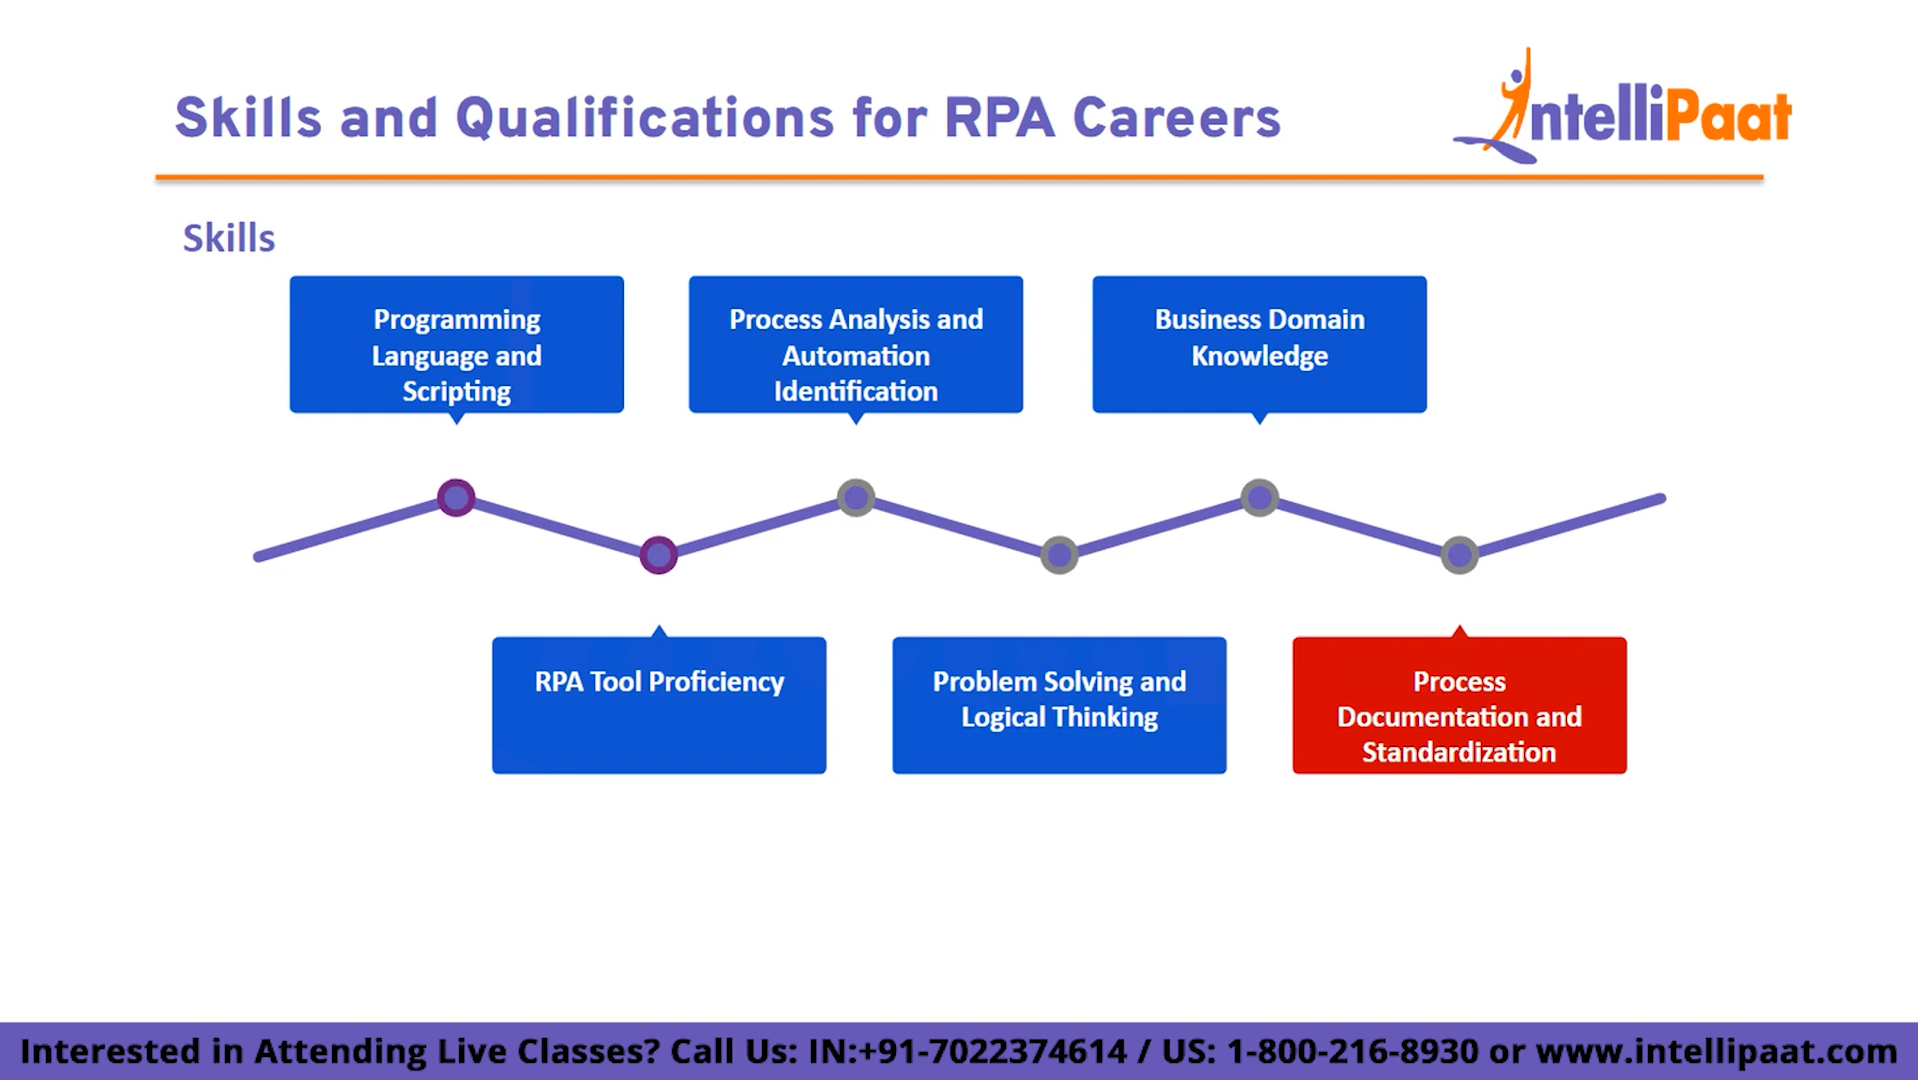 Skills and Qualifications for RPA Careers
IntelliPaat
Skills
Programming
Language and
Scripting
Process Analysis and
Automation
Identification
Business Domain
Knowledge
RPA Tool Proficiency
Problem Solving and
Logical Thinking
Process
Documentation and
Standardization
Interested in Attending Live Classes? Call Us: IN:+91-7022374614 / US: 1-800-216-8930 or www.intellipaat.com